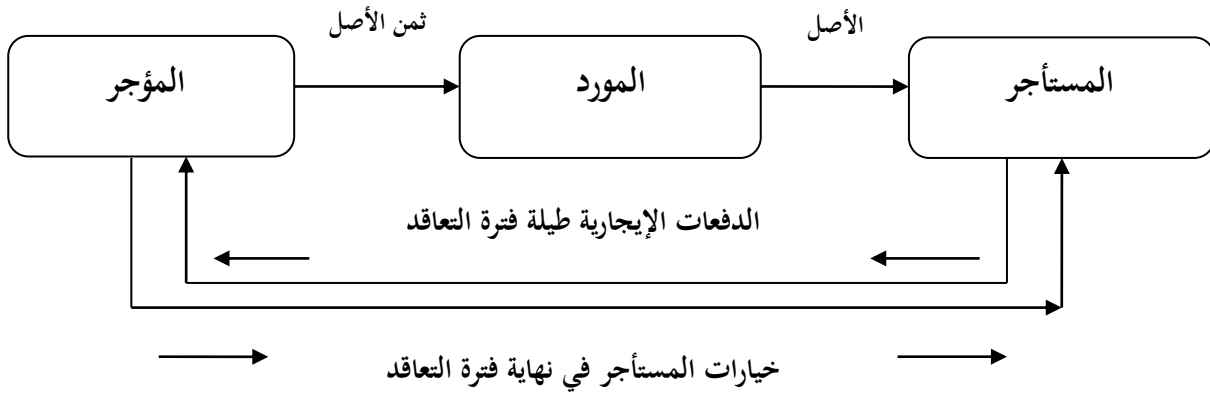 الأصل
ثمن الأصل
المستأجر
المورد
المؤجر
الدفعات الإيجارية طيلة فترة التعاقد
خيارات المستأجر في نهاية فترة التعاقد